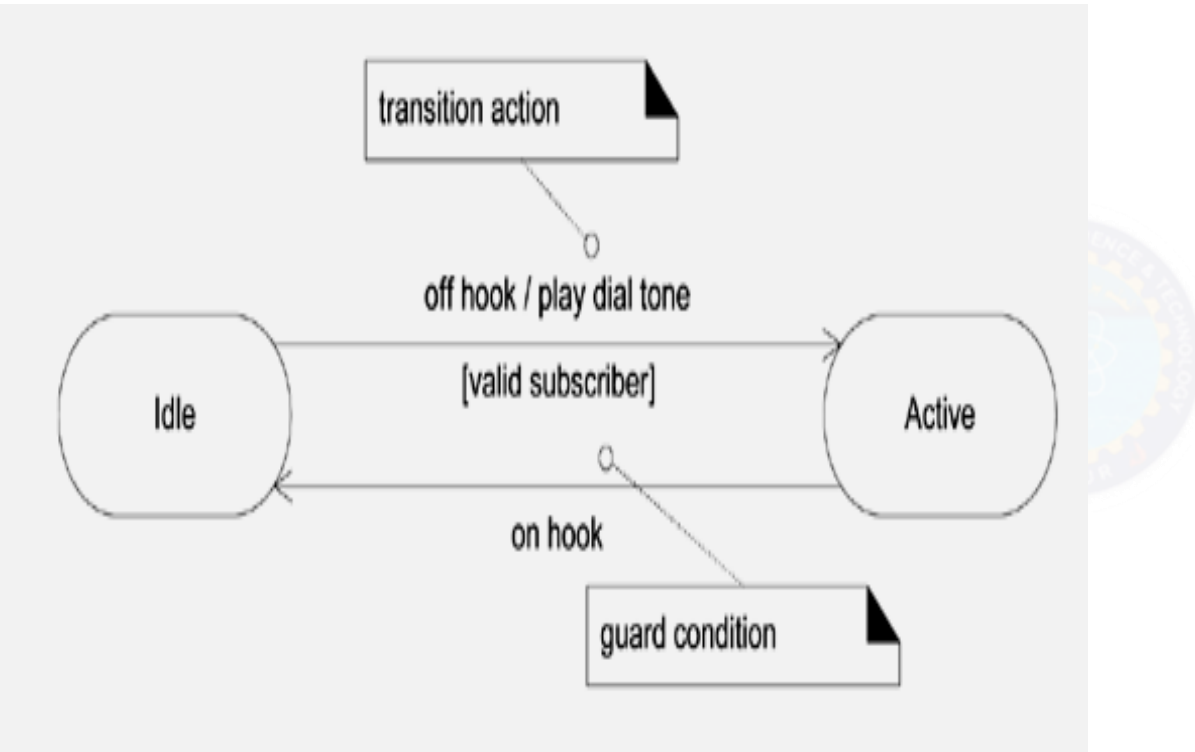 transition action
off hook / play dial tone
[valid subscriber]
Idle
Active
on hook
guard condition